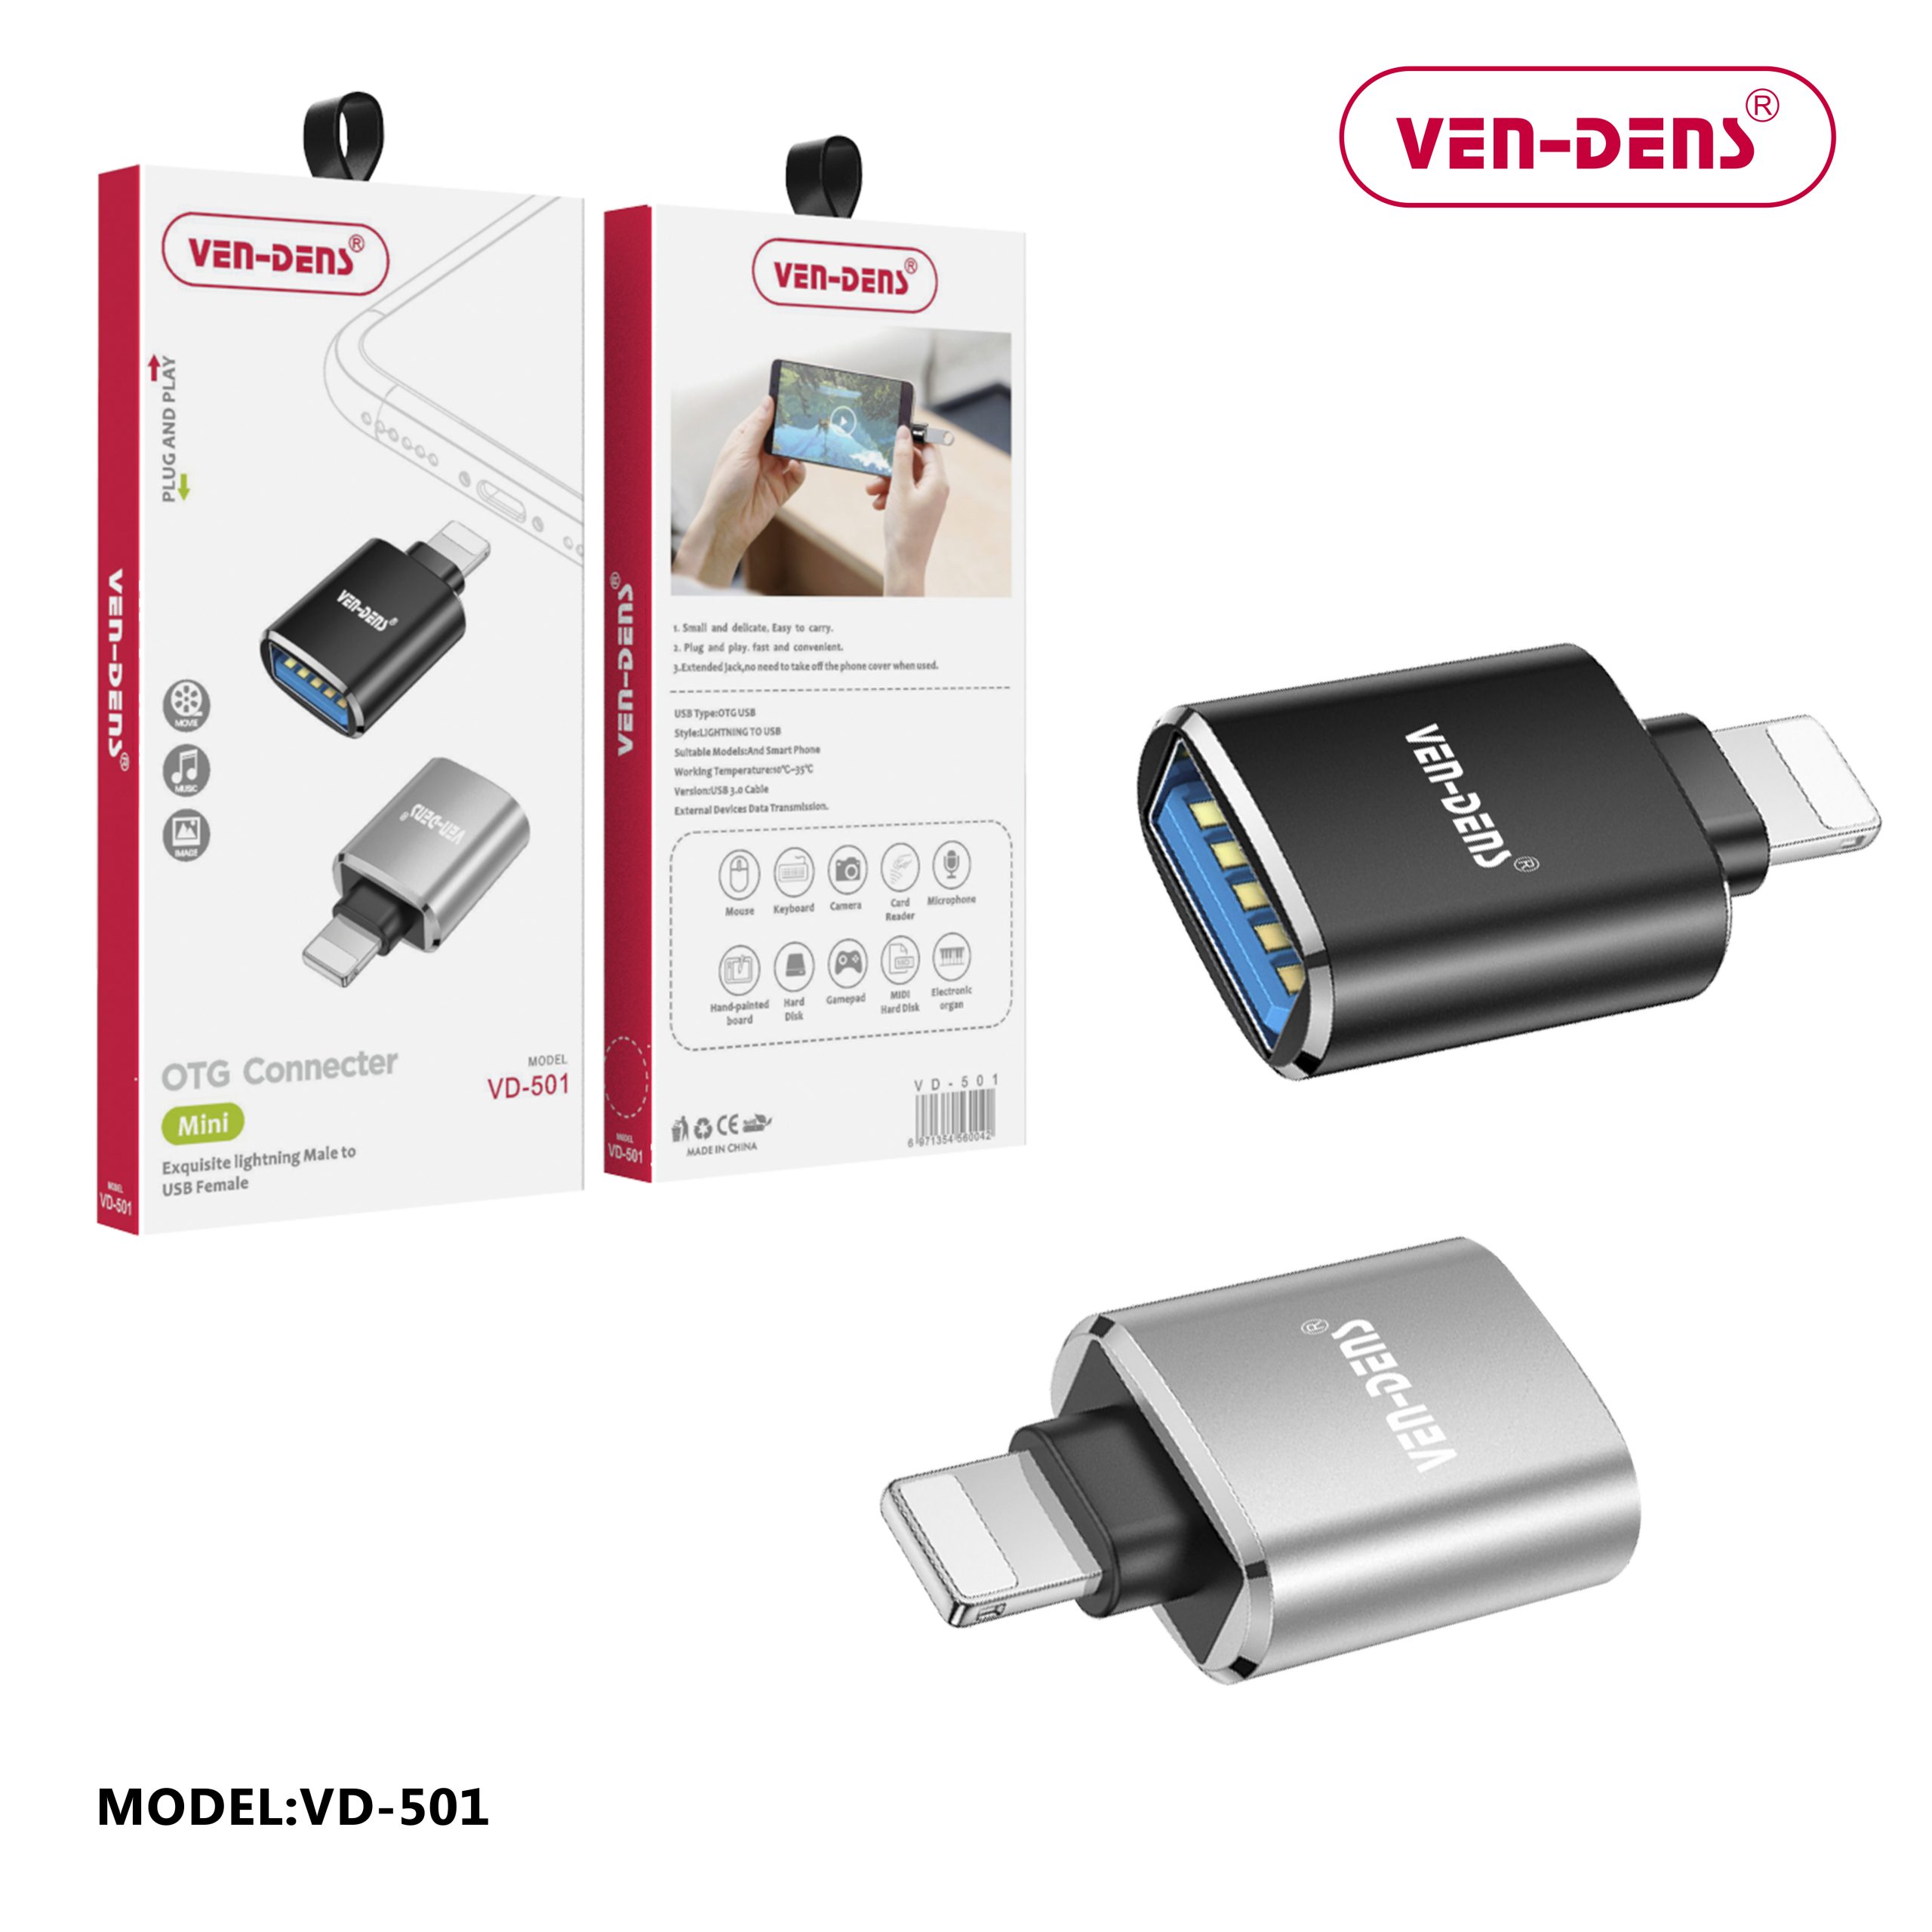 VEN-DENS®
VEN-DENS®
PLUG AND PLAY
VEN-DENS®
MOVIE
MUSIC
IMAGE
VEN-DENS®
VEN-DENS®
OTG Connecter
Mini
Exquisite lightning Male to
USB Female
MODEL
VD-501
MODEL
VD-501
VEN-DENS®
VEN-DENS®
1. Small and delicate, Easy to carry.
2. Plug and play. fast and convenient.
3.Extended Jack,no need to take off the phone cover when used.
USB Type:OTG USB
Style:LIGHTNING TO USB
Suitable Models:And Smart Phone
Working Temperature:10℃~35℃
Version:USB 3.0 Cable
External Devices Data Transmission.
Mouse
Keyboard
Camera
Card
Reader
Microphone
Hand-painted
board
Hard
Disk
Gamepad
MIDI
Hard Disk
Electronic
organ
VD-501
6 971354 560042
CE
MADE IN CHINA
MODEL
VD-501
VEN-DENS®
VEN-DENS®
MODEL:VD-501